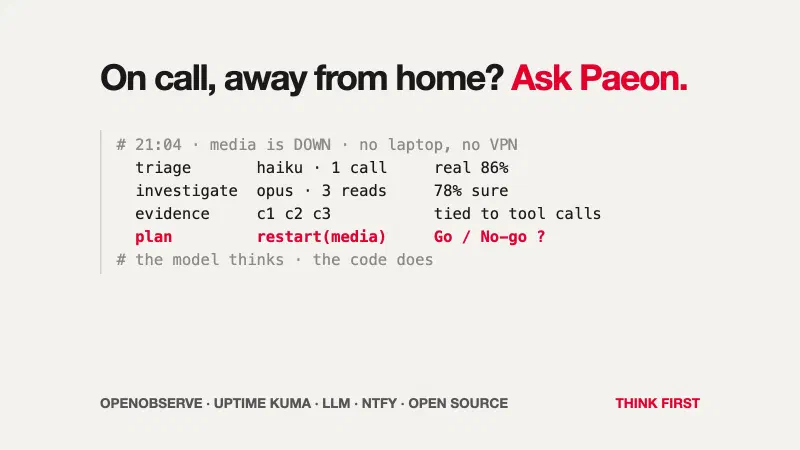 On call, away from home? Ask Paeon.
# 21:04 · media is DOWN · no laptop, no VPN
triage haiku · 1 call real 86%
investigate opus · 3 reads 78% sure
evidence c1 c2 c3 tied to tool calls
plan restart(media) Go / No-go ?
# the model thinks · the code does
OPENOBSERVE · UPTIME KUMA · LLM · NTFY · OPEN SOURCE THINK FIRST